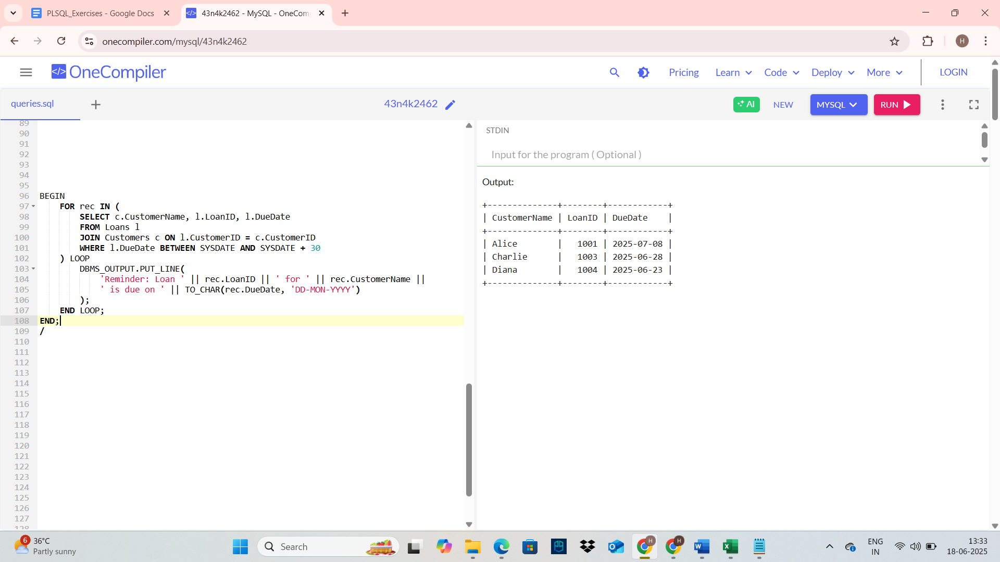 PLSQL_Exercises - Google Docs
43n4k2462 - MySQL - OneCom
onecompiler.com/mysql/43n4k2462
H
</> OneCompiler
Pricing
Learn
Code
Deploy
More
LOGIN
queries.sql
43n4k2462
AI
NEW
MYSQL
RUN
89
90
91
92
93
94
95
96 BEGIN
97 FOR rec IN (
98 SELECT c.CustomerName, l.LoanID, l.DueDate
99 FROM Loans l
100 JOIN Customers c ON l.CustomerID = c.CustomerID
101 WHERE l.DueDate BETWEEN SYSDATE AND SYSDATE + 30
102 ) LOOP
103 DBMS_OUTPUT.PUT_LINE(
104 'Reminder: Loan ' || rec.LoanID || ' for ' || rec.CustomerName ||
105 ' is due on ' || TO_CHAR(rec.DueDate, 'DD-MON-YYYY')
106 );
107 END LOOP;
108 END;
109 /
110
111
112
113
114
115
116
117
118
119
120
121
122
123
124
125
126
127
128
STDIN
Input for the program ( Optional )
Output:
+--------------+--------+------------+
| CustomerName | LoanID | DueDate    |
+--------------+--------+------------+
| Alice        |   1001 | 2025-07-08 |
| Charlie      |   1003 | 2025-06-28 |
| Diana        |   1004 | 2025-06-23 |
+--------------+--------+------------+
6
36°C
Partly sunny
Search
H
H
ENG
IN
13:33
18-06-2025